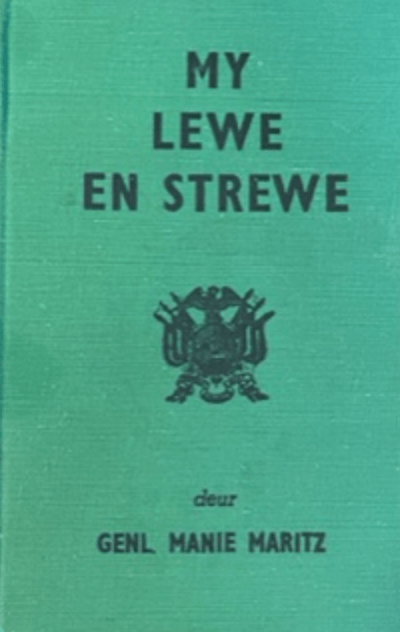 MY
LEWE
EN STREWE
deur
GENL. MANIE MARITZ